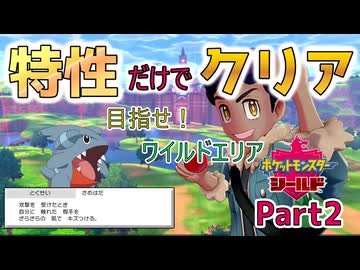 特性だけでクリア
目指せ！
ワイルドエリア
ポケットモンスター
シールド
Part2
とくせい さめはだ
攻撃を 受けたとき
自分に 触れた 相手を
ざらざらの 肌で キズつける。